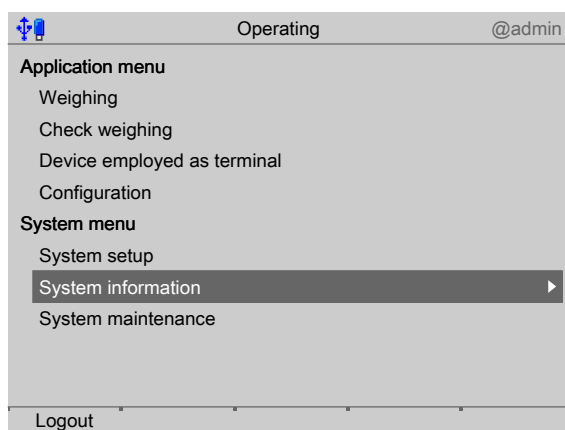 Operating @admin
Application menu
Weighing
Check weighing
Device employed as terminal
Configuration
System menu
System setup
System information
System maintenance
Logout